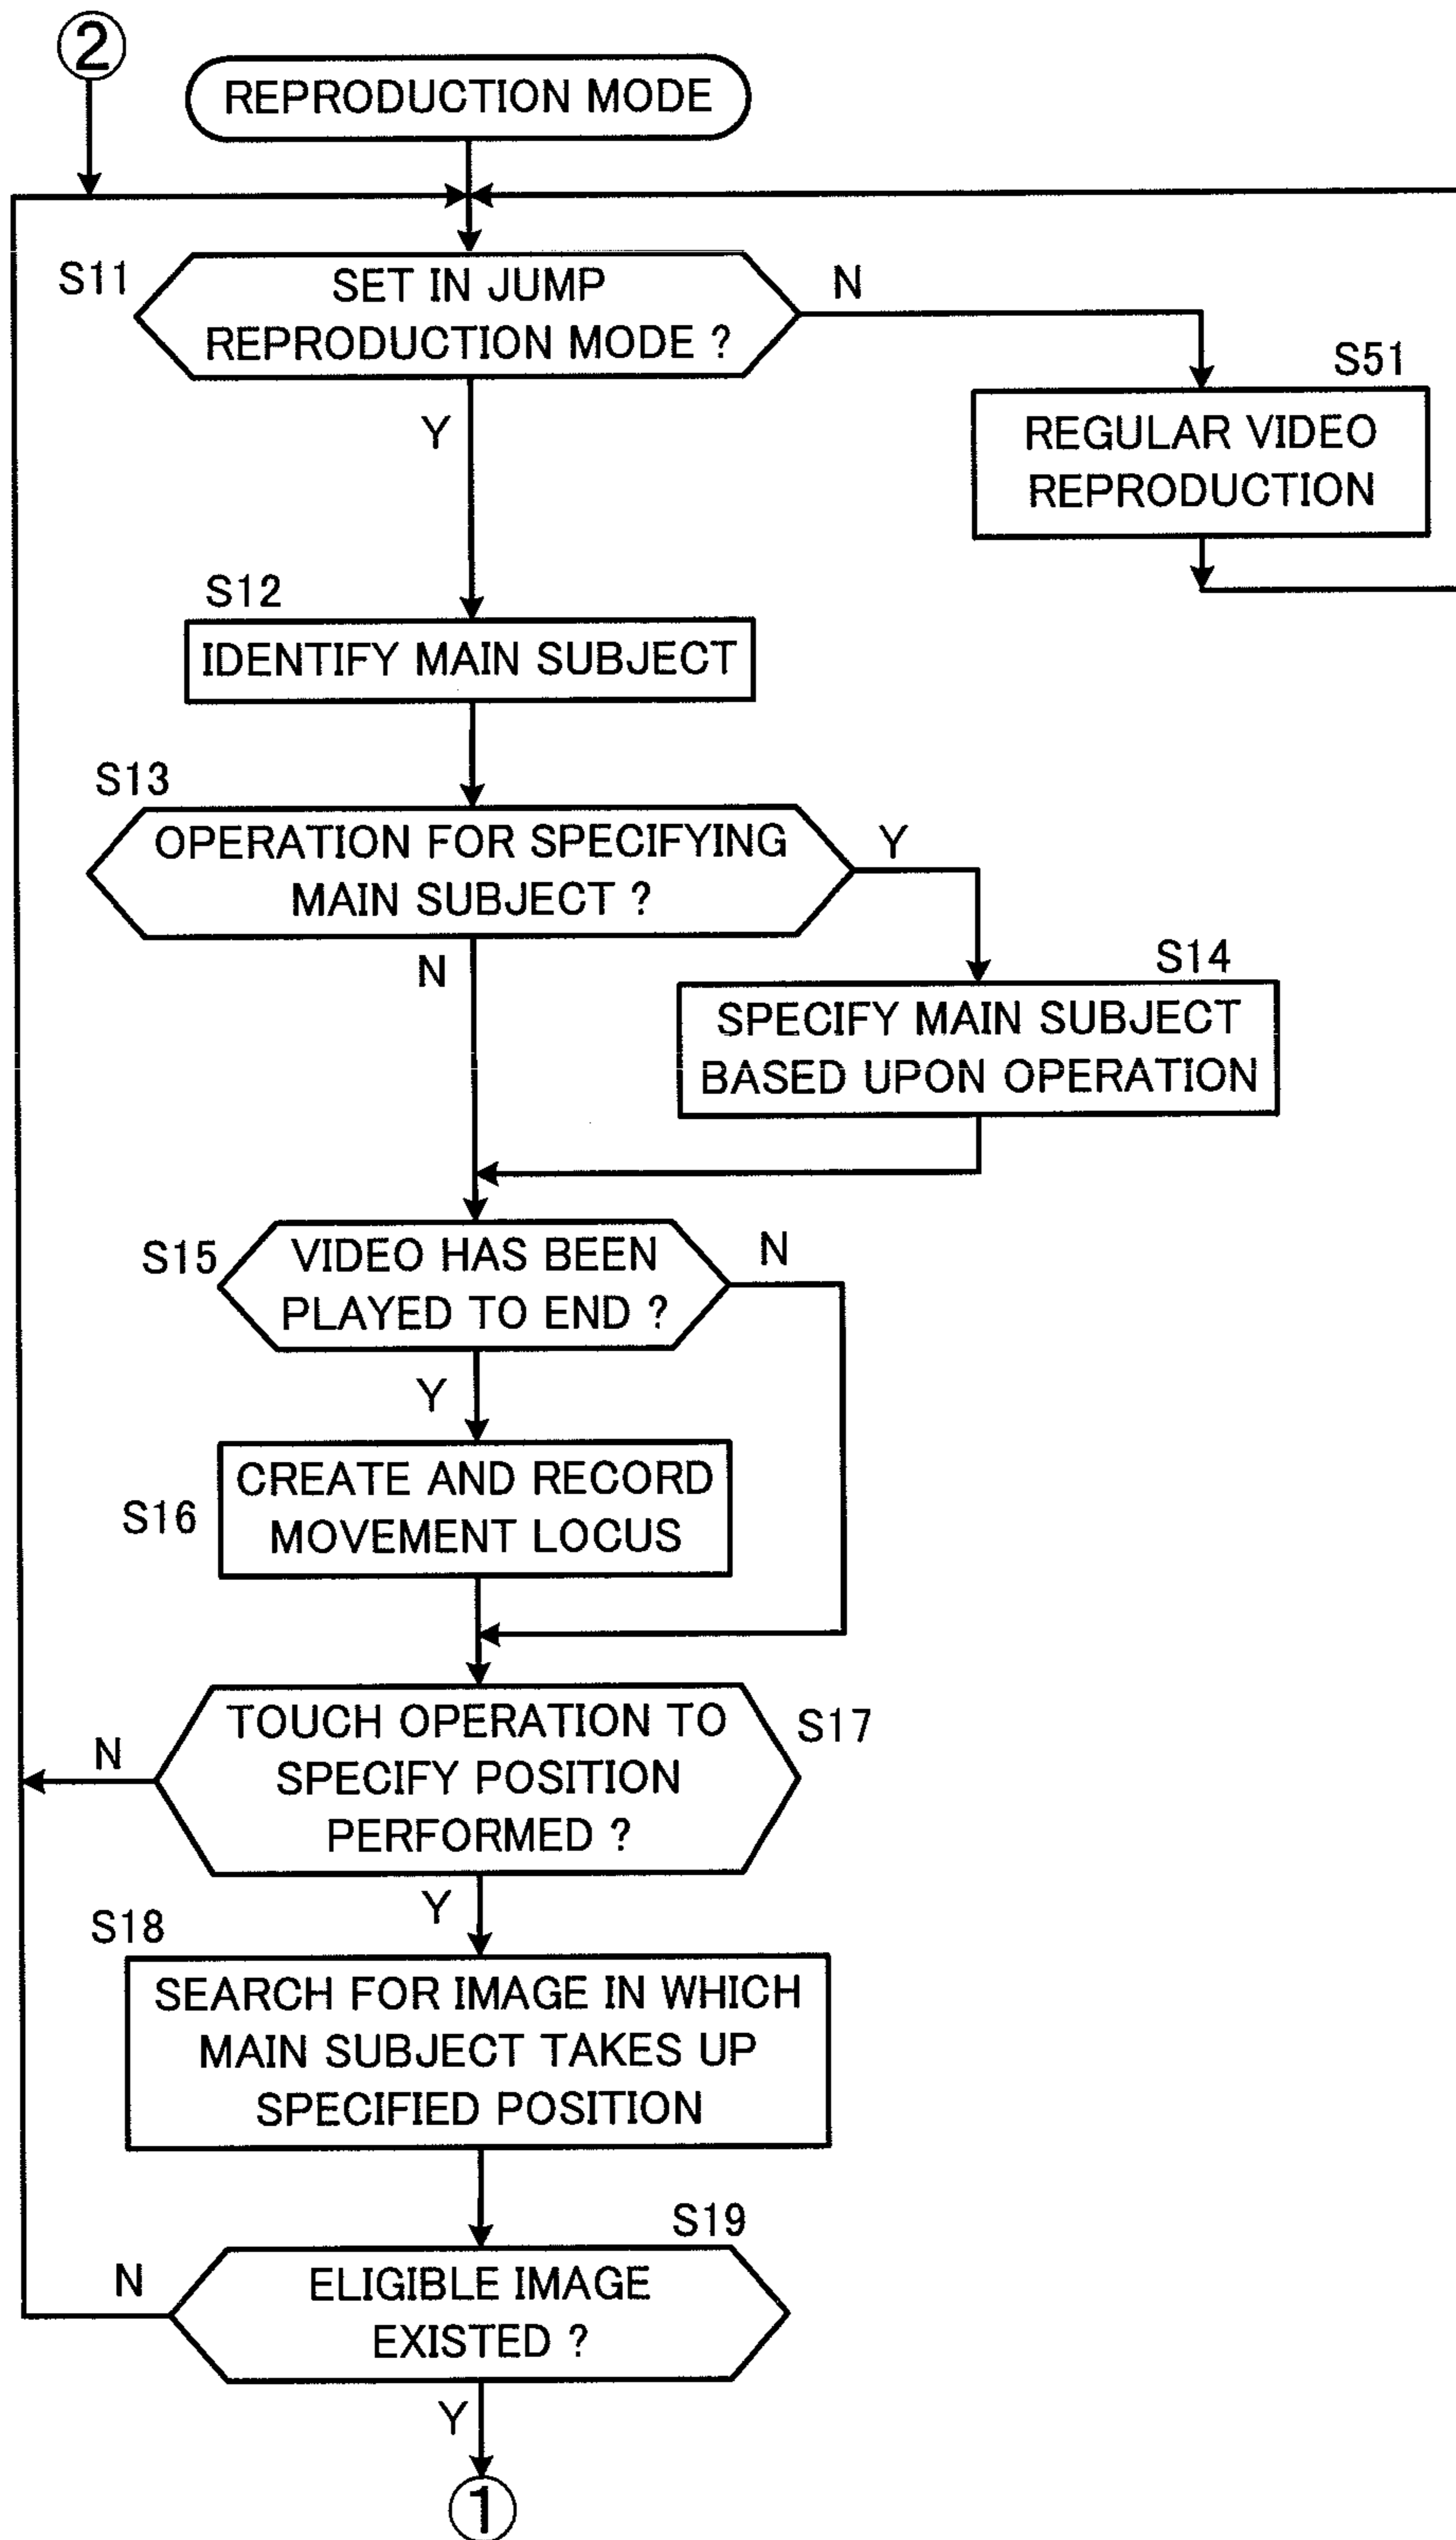 ②
REPRODUCTION MODE
S11
SET IN JUMP
REPRODUCTION MODE ?
N
Y
S51
REGULAR VIDEO
REPRODUCTION
S12
IDENTIFY MAIN SUBJECT
S13
OPERATION FOR SPECIFYING
MAIN SUBJECT ?
Y
N
S14
SPECIFY MAIN SUBJECT
BASED UPON OPERATION
S15
VIDEO HAS BEEN
PLAYED TO END ?
N
Y
S16
CREATE AND RECORD
MOVEMENT LOCUS
S17
TOUCH OPERATION TO
SPECIFY POSITION
PERFORMED ?
N
Y
S18
SEARCH FOR IMAGE IN WHICH
MAIN SUBJECT TAKES UP
SPECIFIED POSITION
S19
ELIGIBLE IMAGE
EXISTED ?
N
Y
①